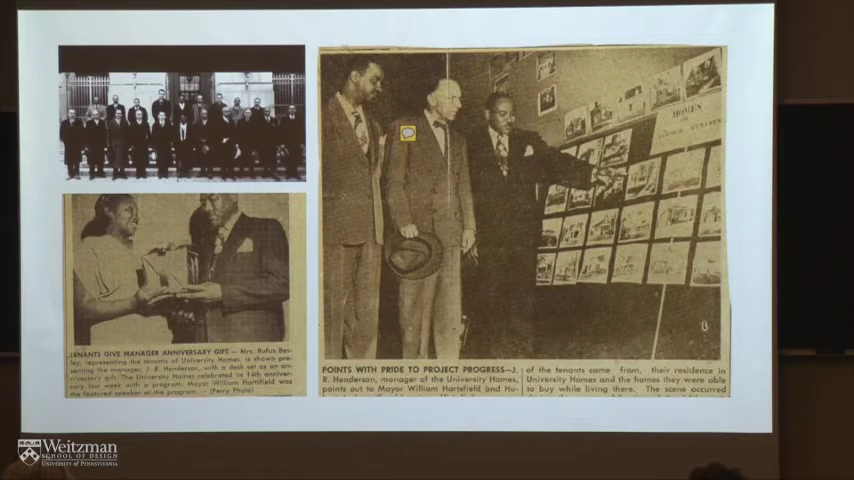 TENANTS GIVE MANAGER ANNIVERSARY GIFT — Mrs. Rufus Bes-
ley, representing the tenants of University Homes, is shown pre-
senting the manager, J. R. Henderson, with a desk set as an an-
niversary gift. The University Homes celebrated its 14th anniver-
sary last week with a program. Mayor William Hartsfield was
the featured speaker at the program. — (Perry Photo)
HOMES
OF
FORMER TENANTS
POINTS WITH PRIDE TO PROJECT PROGRESS—J.
R. Henderson, manager of the University Homes,
points out to Mayor William Hartsfield and Hu-
of the tenants came from, their residence in
University Homes and the homes they were able
to buy while living there. The scene occurred
Weitzman
SCHOOL OF DESIGN
UNIVERSITY OF PENNSYLVANIA